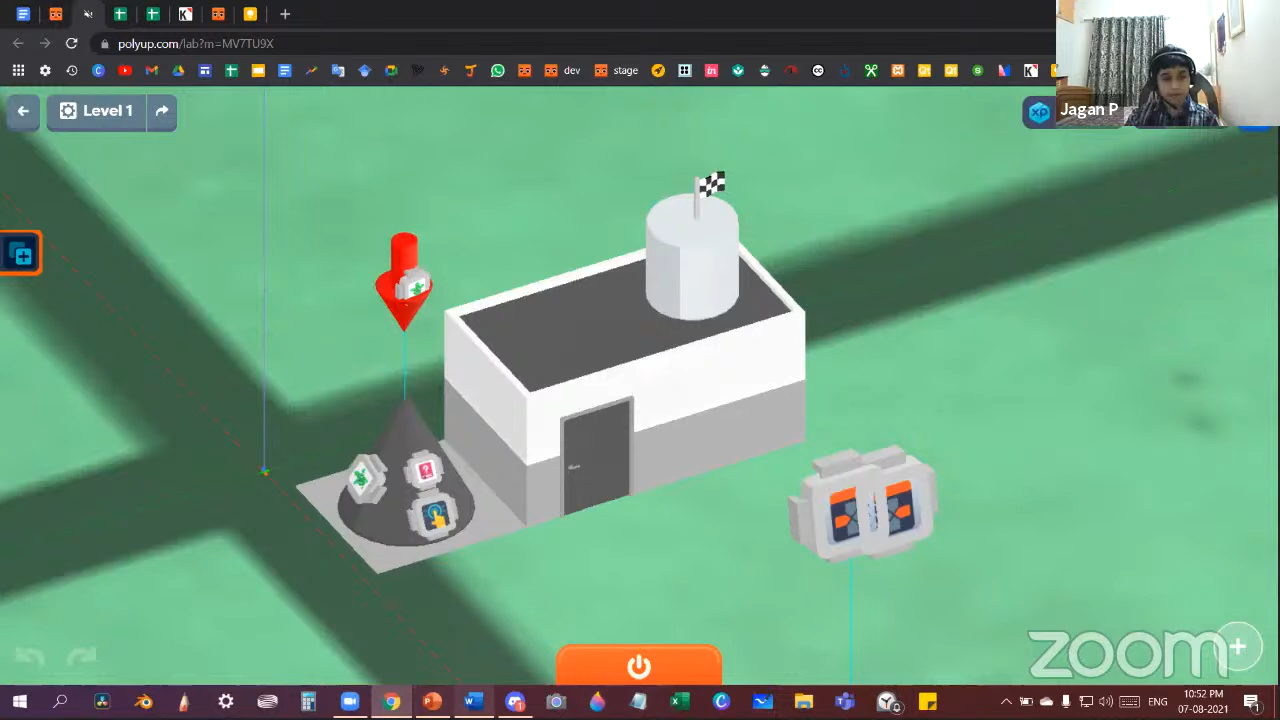 polyup.com/lab?m=MV7TU9X
dev
stage
Level 1
XP
Jagan P
zoom
ENG
10:52 PM
07-08-2021